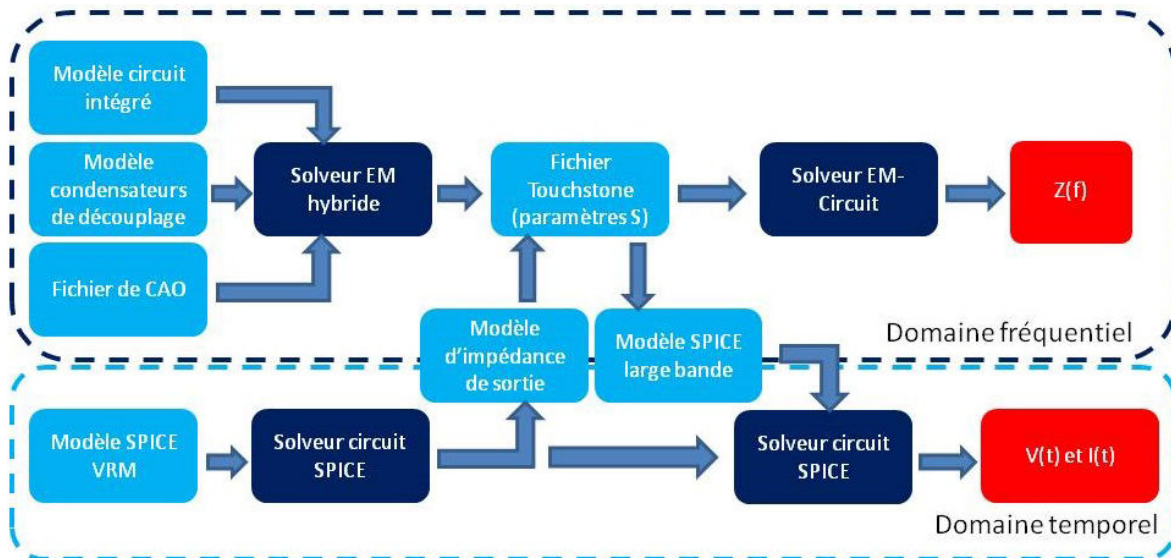 Modèle circuit
intégré
Modèle
condensateurs
de découplage
Fichier de CAO
Solveur EM
hybride
Fichier
Touchstone
(paramètres S)
Solveur EM-
Circuit
Z(f)
Modèle
d'impédance
de sortie
Modèle SPICE
large bande
Domaine fréquentiel
Modèle SPICE
VRM
Solveur circuit
SPICE
Solveur circuit
SPICE
V(t) et I(t)
Domaine temporel